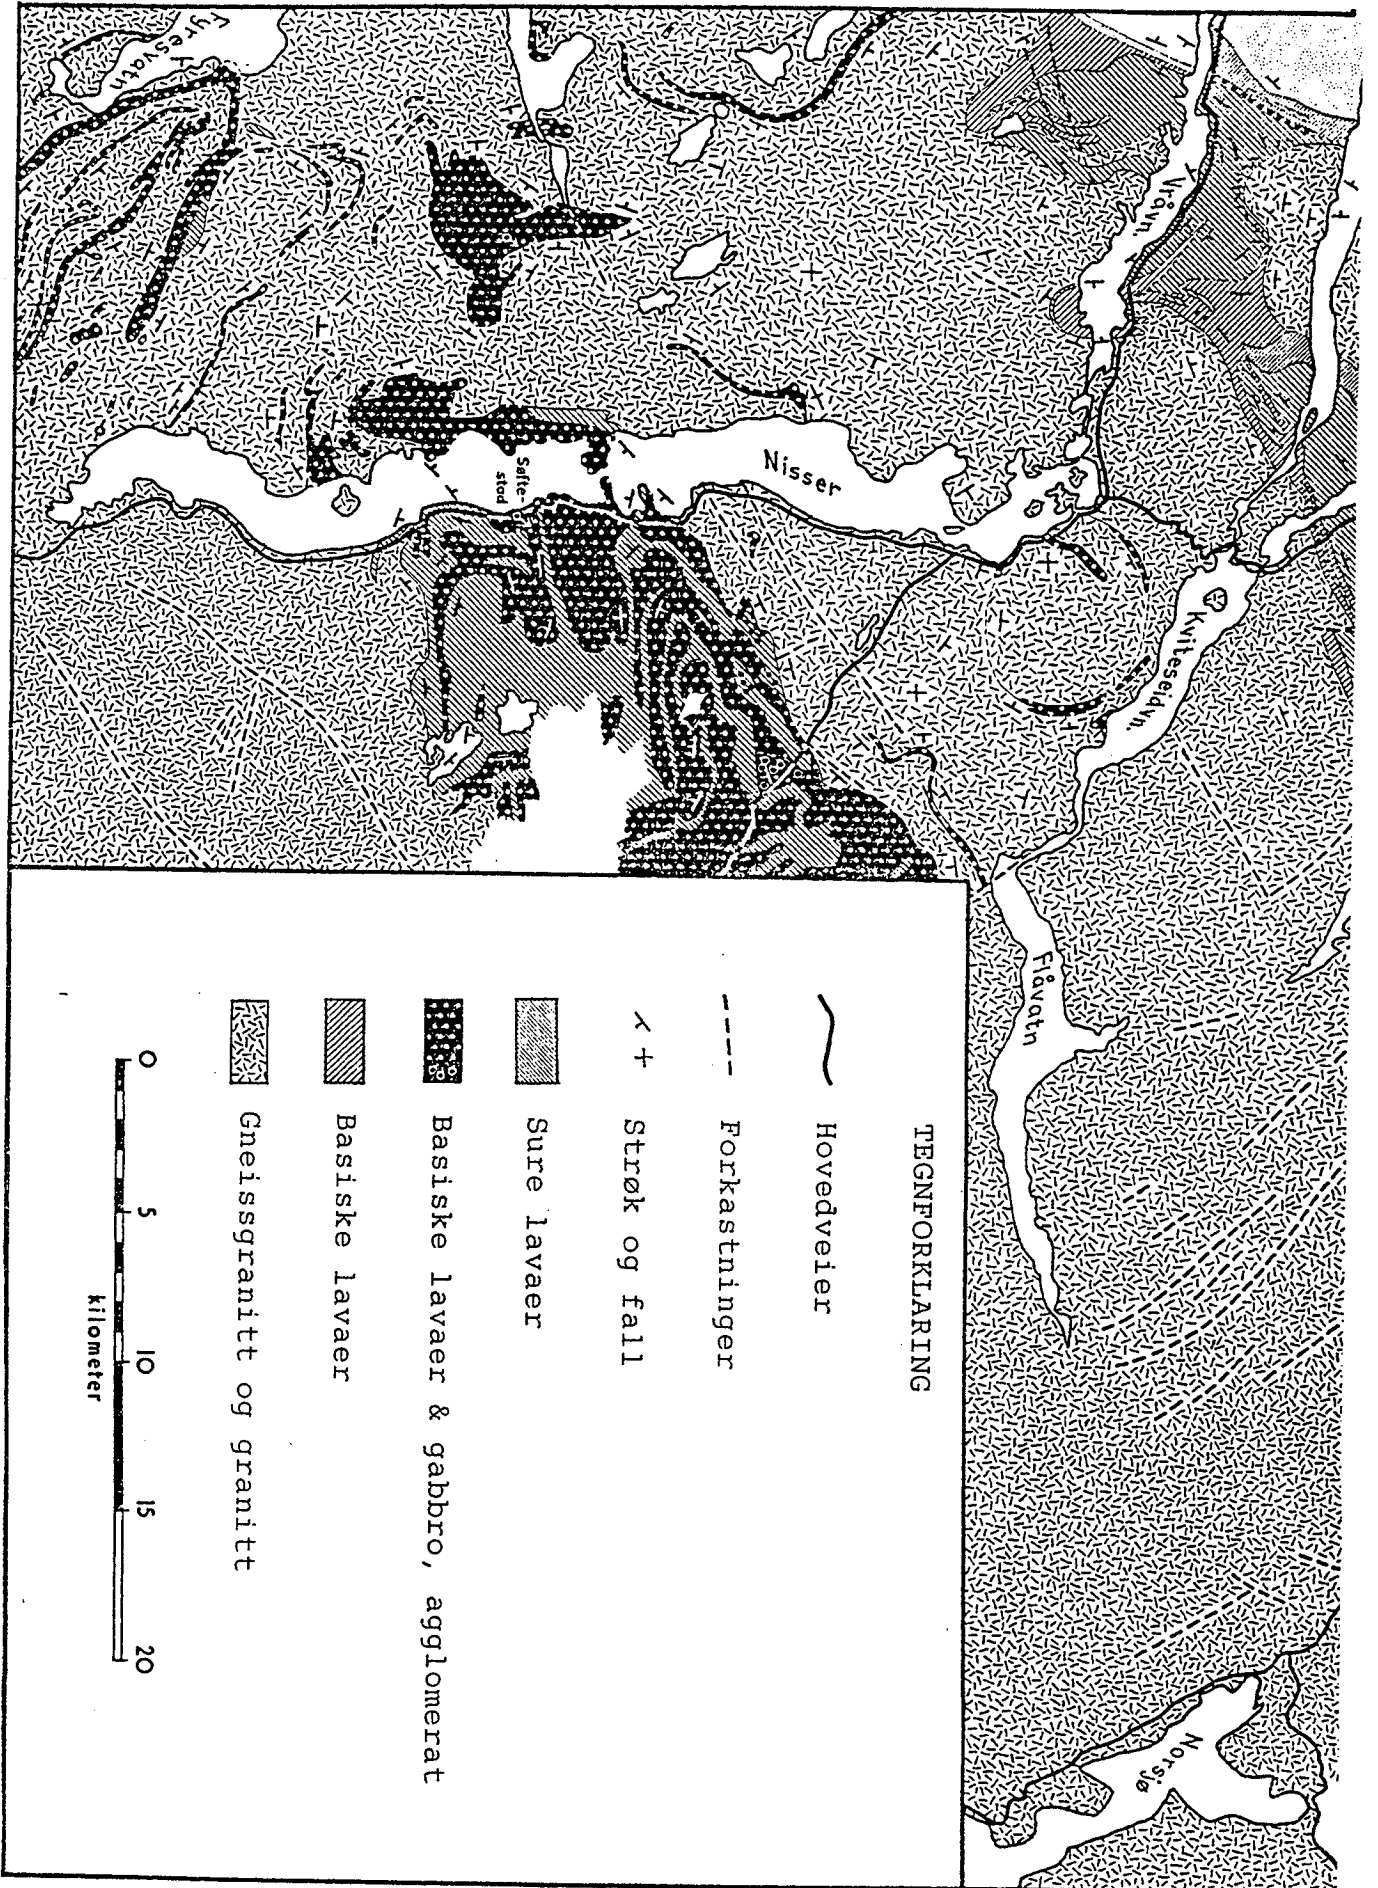 Fyresvatn
Vråvn
Nisser
Søfte-
stad
Kviteseidvn.
Flåvatn
Norsjø
TEGNFORKLARING
Hovedveier
Forkastninger
Strøk og fall
Sure lavaer
Basiske lavaer & gabbro, agglomerat
Basiske lavaer
Gneissgranitt og granitt
0 5 10 15 20
kilometer